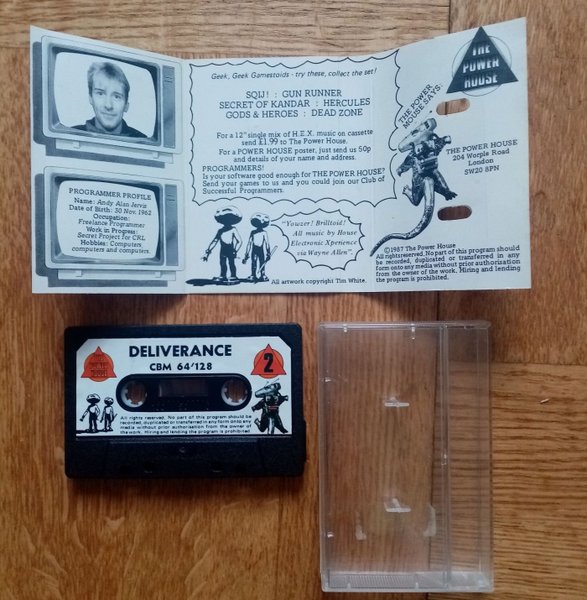 Geek, Geek Gamestoids - try these, collect the set!
SQIJ! : GUN RUNNER
SECRET OF KANDAR : HERCULES
GODS & HEROES : DEAD ZONE
For a 12" single mix of H.E.X. music on cassette
send £1.99 to The Power House.
For a POWER HOUSE poster, just send us 50p
and details of your name and address.
PROGRAMMERS!
Is your software good enough for THE POWER HOUSE?
Send your games to us and you could join our Club of
Successful Programmers.
THE
POWER
HOUSE
THE POWER
MOUSE SAYS:
THE POWER HOUSE
204 Worple Road
London
SW20 8PN
PROGRAMMER PROFILE
Name: Andy Alan Jervis
Date of Birth: 30 Nov. 1962
Occupation:
Freelance Programmer
Work in Progress:
Secret Project for CRL
Hobbies: Computers
computers and computers.
"Yowzer! Brilltoid!
All music by House
Electronic Xperience
via Wayne Allen".
All artwork copyright Tim White.
©1987 The Power House
All rights reserved. No part of this program should
be recorded, duplicated or transferred in any form
onto any media without prior authorisation
from the owner of the work. Hiring and lending
the program is prohibited.
DELIVERANCE
CBM 64/128
2
THE
POWER
HOUSE
All rights reserved. No part of this program should be
recorded, duplicated or transferred in any form onto any
media without prior authorisation from the owner of
the work. Hiring and lending the program is prohibited.